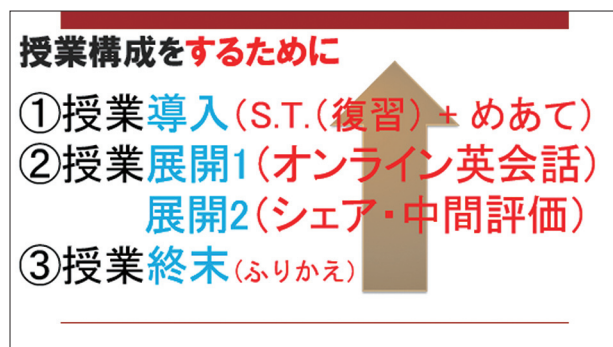 授業構成をするために
①授業導入(S.T.(復習) + めあて)
②授業展開1(オンライン英会話)
展開2(シェア・中間評価)
③授業終末(ふりかえ)